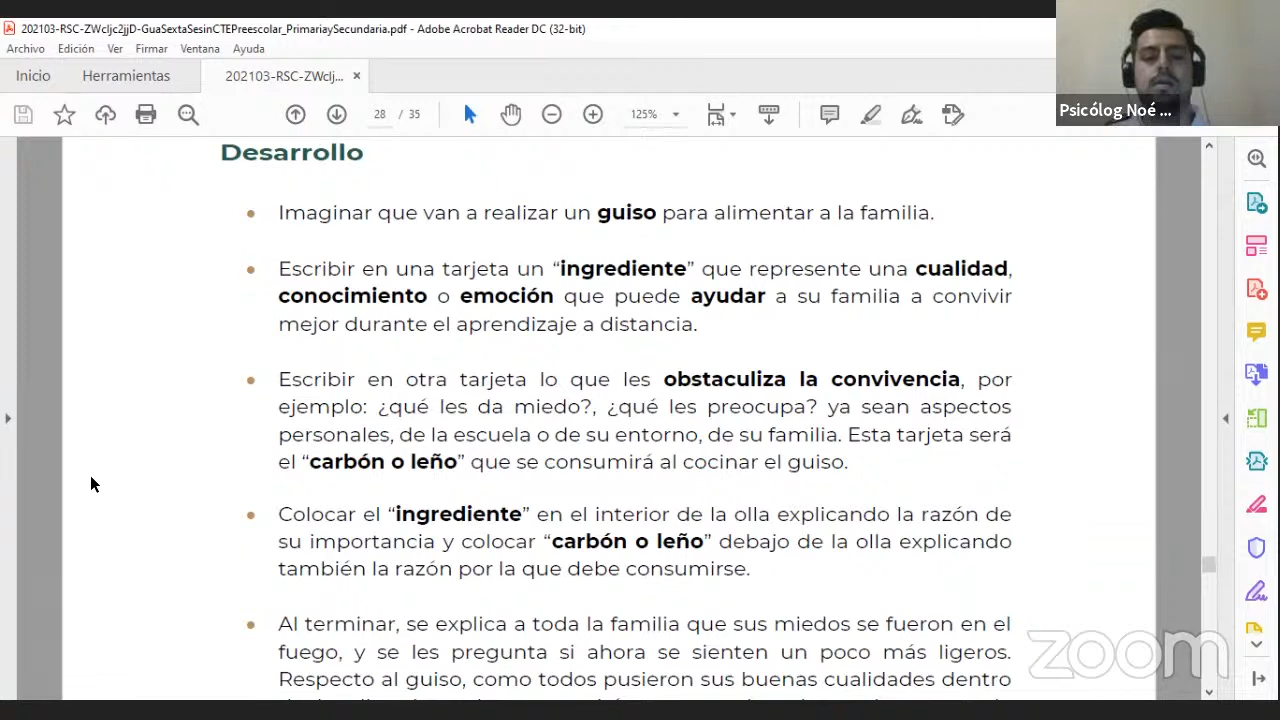 202103-RSC-ZWcljc2jjD-GuaSextaSesinCTEPreescolar_PrimariaySecundaria.pdf - Adobe Acrobat Reader DC (32-bit)
Archivo Edición Ver Firmar Ventana Ayuda
Inicio Herramientas 202103-RSC-ZWclj... ×
28 / 35 125%
Psicólog Noé ...
Desarrollo
• Imaginar que van a realizar un guiso para alimentar a la familia.
• Escribir en una tarjeta un “ingrediente” que represente una cualidad,
conocimiento o emoción que puede ayudar a su familia a convivir
mejor durante el aprendizaje a distancia.
• Escribir en otra tarjeta lo que les obstaculiza la convivencia, por
ejemplo: ¿qué les da miedo?, ¿qué les preocupa? ya sean aspectos
personales, de la escuela o de su entorno, de su familia. Esta tarjeta será
el “carbón o leño” que se consumirá al cocinar el guiso.
• Colocar el “ingrediente” en el interior de la olla explicando la razón de
su importancia y colocar “carbón o leño” debajo de la olla explicando
también la razón por la que debe consumirse.
• Al terminar, se explica a toda la familia que sus miedos se fueron en el
fuego, y se les pregunta si ahora se sienten un poco más ligeros.
Respecto al guiso, como todos pusieron sus buenas cualidades dentro
zoom